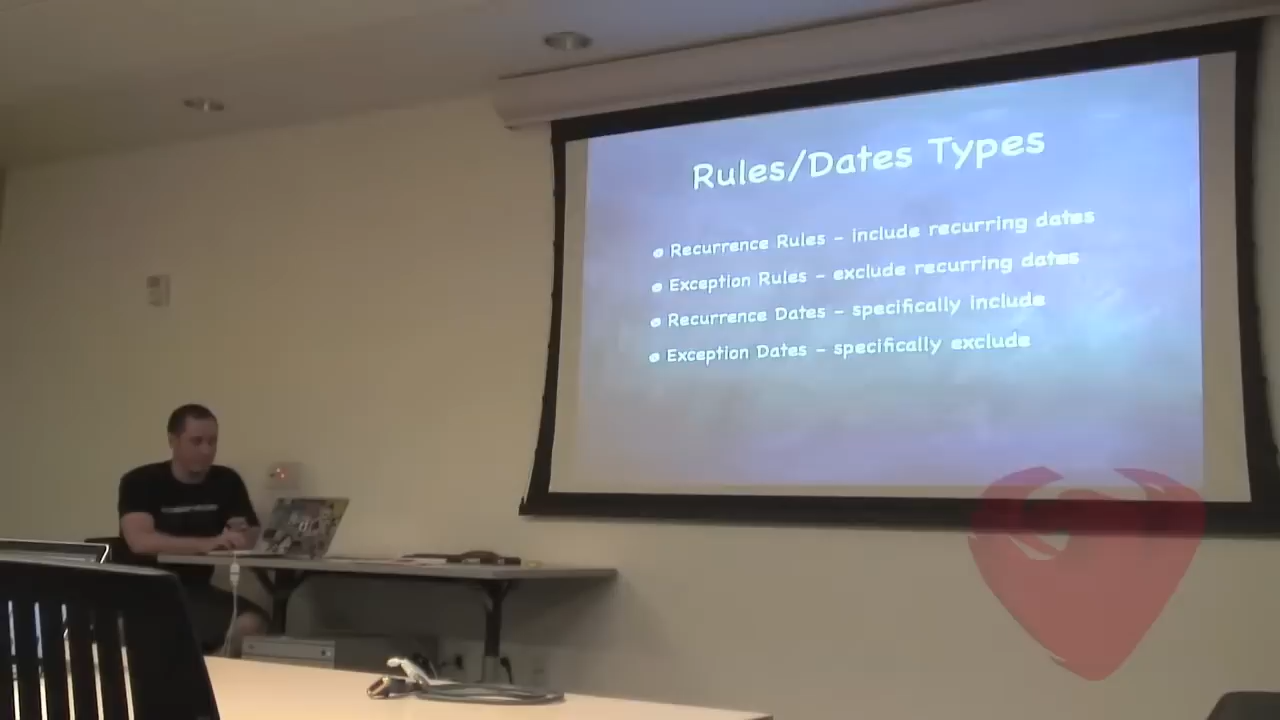 Rules/Dates Types
Recurrence Rules - include recurring dates
Exception Rules - exclude recurring dates
Recurrence Dates - specifically include
Exception Dates - specifically exclude